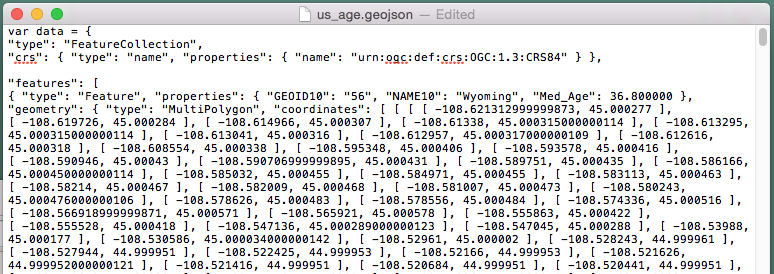 us_age.geojson — Edited
var data = {
"type": "FeatureCollection",
"crs": { "type": "name", "properties": { "name": "urn:ogc:def:crs:OGC:1.3:CRS84" } },
"features": [
{ "type": "Feature", "properties": { "GEOID10": "56", "NAME10": "Wyoming", "Med_Age": 36.800000 },
"geometry": { "type": "MultiPolygon", "coordinates": [ [ [ [ -108.621312999999873, 45.000277 ],
[ -108.619726, 45.000284 ], [ -108.614966, 45.000307 ], [ -108.61338, 45.000315000000114 ], [ -108.613295,
45.000315000000114 ], [ -108.613041, 45.000316 ], [ -108.612957, 45.000317000000109 ], [ -108.612616,
45.000318 ], [ -108.608554, 45.000338 ], [ -108.595348, 45.000406 ], [ -108.593578, 45.000416 ],
[ -108.590946, 45.00043 ], [ -108.590706999999895, 45.000431 ], [ -108.589751, 45.000435 ], [ -108.586166,
45.000450000000114 ], [ -108.585032, 45.000455 ], [ -108.584971, 45.000455 ], [ -108.583113, 45.000463 ],
[ -108.58214, 45.000467 ], [ -108.582009, 45.000468 ], [ -108.581007, 45.000473 ], [ -108.580243,
45.000476000000106 ], [ -108.578626, 45.000483 ], [ -108.578556, 45.000484 ], [ -108.574336, 45.000516 ],
[ -108.566918999999871, 45.000571 ], [ -108.565921, 45.000578 ], [ -108.555863, 45.000422 ],
[ -108.555528, 45.000418 ], [ -108.547136, 45.000289000000123 ], [ -108.547045, 45.000288 ], [ -108.53988,
45.000177 ], [ -108.530586, 45.000034000000142 ], [ -108.52961, 45.000002 ], [ -108.528243, 44.999961 ],
[ -108.527944, 44.999951 ], [ -108.522425, 44.999953 ], [ -108.52166, 44.999953 ], [ -108.521626,
44.999952000000121 ], [ -108.521416, 44.999951 ], [ -108.520684, 44.999951 ], [ -108.520441, 44.999951 ],